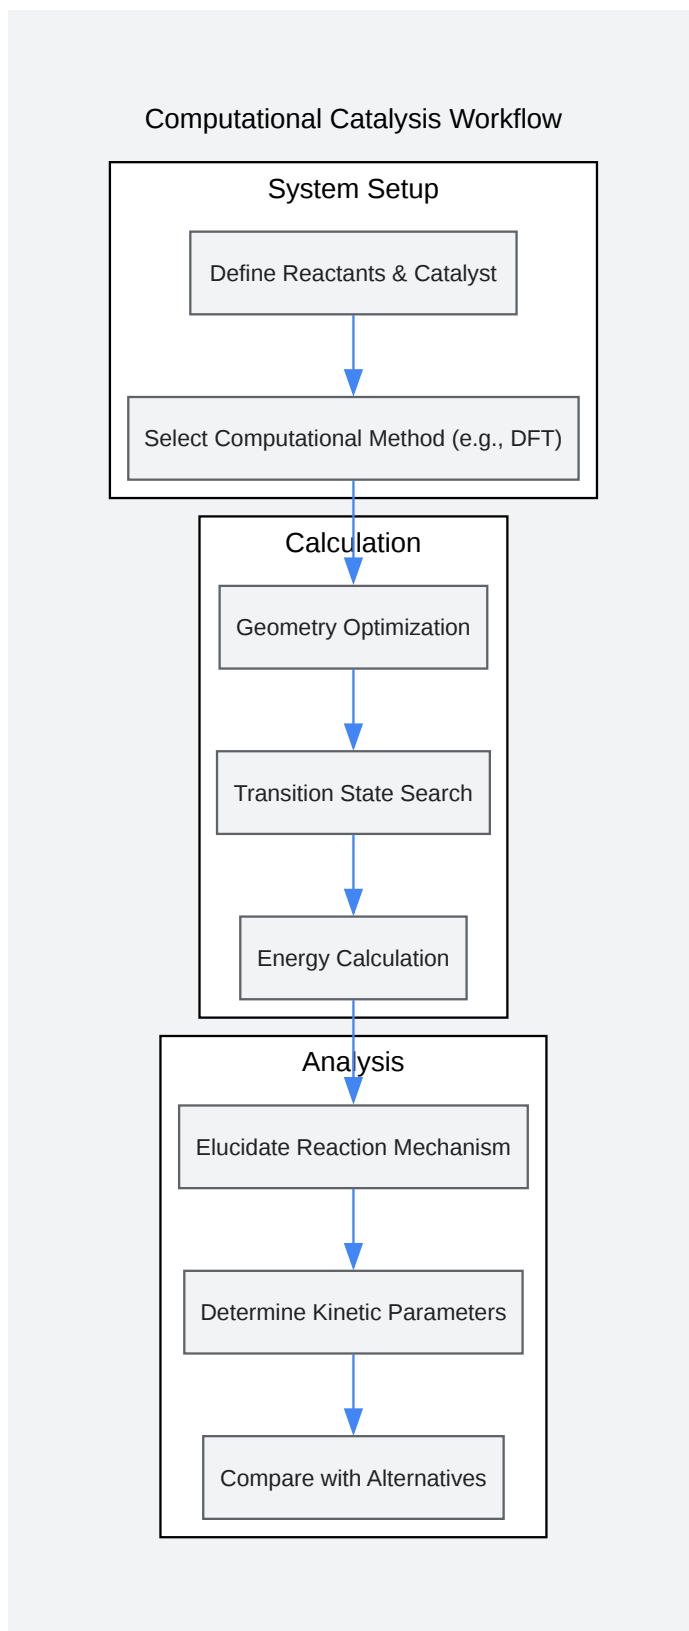 Computational Catalysis Workflow
System Setup
Define Reactants & Catalyst
Select Computational Method (e.g., DFT)
Calculation
Geometry Optimization
Transition State Search
Energy Calculation
Analysis
Elucidate Reaction Mechanism
Determine Kinetic Parameters
Compare with Alternatives